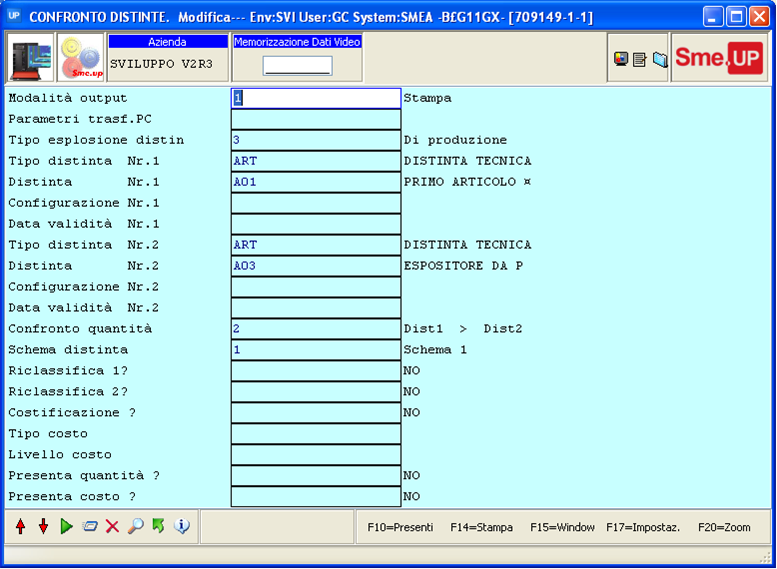 UP CONFRONTO DISTINTE. Modifica--- Env:SVI User:GC System:SMEA -B£G11GX- [709149-1-1]
Sme.up
Azienda
SVILUPPO V2R3
Memorizzazione Dati Video
Sme.UP
Modalità output 1 Stampa
Parametri trasf.PC
Tipo esplosione distin 3 Di produzione
Tipo distinta Nr.1 ART DISTINTA TECNICA
Distinta Nr.1 A01 PRIMO ARTICOLO ¤
Configurazione Nr.1
Data validità Nr.1
Tipo distinta Nr.2 ART DISTINTA TECNICA
Distinta Nr.2 A03 ESPOSITORE DA P
Configurazione Nr.2
Data validità Nr.2
Confronto quantità 2 Dist1 > Dist2
Schema distinta 1 Schema 1
Riclassifica 1? NO
Riclassifica 2? NO
Costificazione ? NO
Tipo costo
Livello costo
Presenta quantità ? NO
Presenta costo ? NO
F10=Presenti F14=Stampa F15=Window F17=Impostaz. F20=Zoom